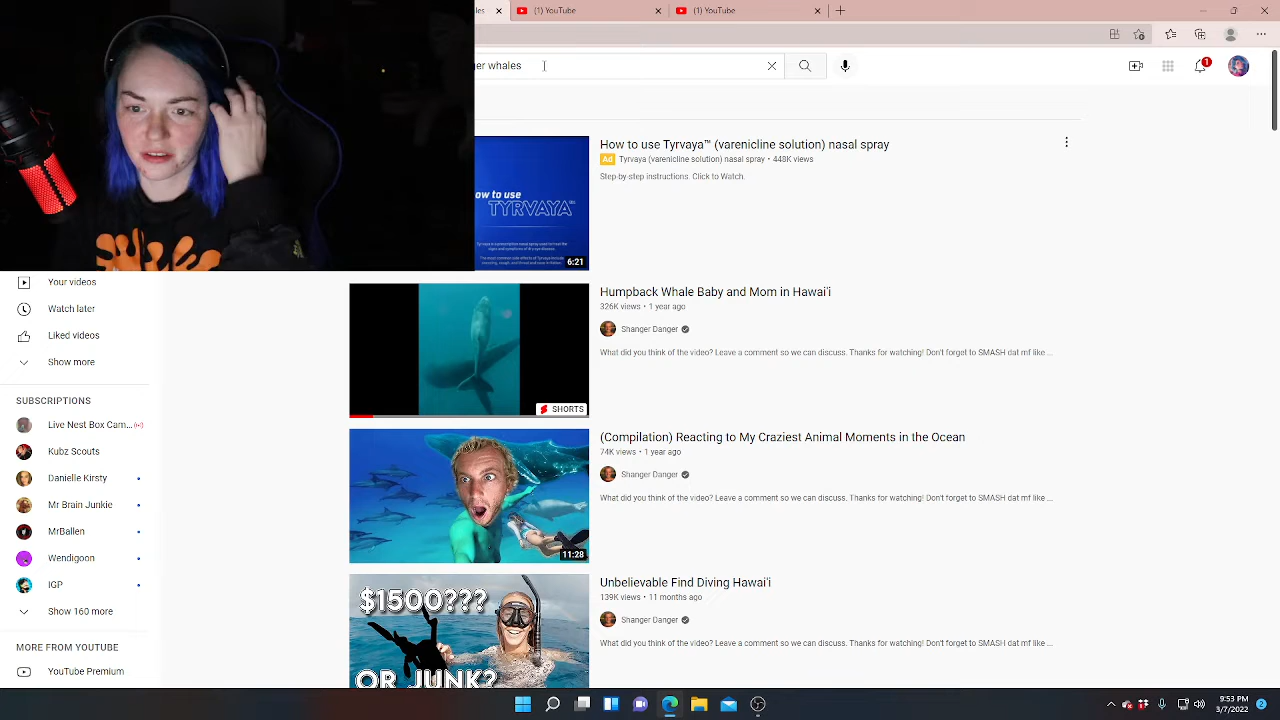 (1) YouTube
(1) YouTube
er whales
1
How to use Tyrvaya™ (varenicline solution) nasal spray
Ad Tyrvaya (varenicline solution) nasal spray • 448K views
Step-by-step instructions. Click to Watch.
ow to use
TYRVAYA
6:21
Your videos
Watch later
Liked videos
Show more
SUBSCRIPTIONS
Live Nest Box Cam...
Kubz Scouts
Danielle Kirsty
Mr Brain Junkie
MrBallen
Wendigoon
iGP
Show 160 more
MORE FROM YOUTUBE
YouTube Premium
Humpback Whale Baby and Mom in Hawai'i
326K views • 1 year ago
Shanger Danger
What did you think of the video? Leave a comment so we can discuss. Thanks for watching! Don't forget to SMASH dat mf like ...
SHORTS
(Compilation) Reacting to My Craziest Animal Moments in the Ocean
74K views • 1 year ago
Shanger Danger
What did you think of the video? Leave a comment so we can discuss. Thanks for watching! Don't forget to SMASH dat mf like ...
11:28
Unbelievable Find Diving Hawai'i
139K views • 11 months ago
Shanger Danger
What did you think of the video? Leave a comment so we can discuss. Thanks for watching! Don't forget to SMASH dat mf like ...
$1500???
OR JUNK?
9:53 PM
3/7/2022
2